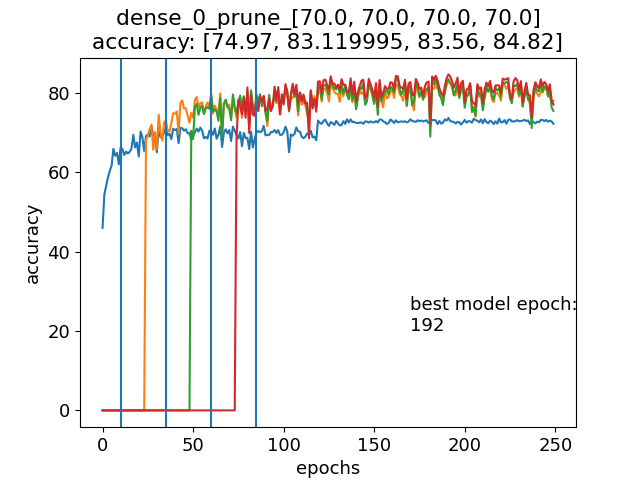 dense_0_prune_[70.0, 70.0, 70.0, 70.0]
accuracy: [74.97, 83.119995, 83.56, 84.82]
80
60
40
20
0
accuracy
best model epoch:
192
0 50 100 150 200 250
epochs